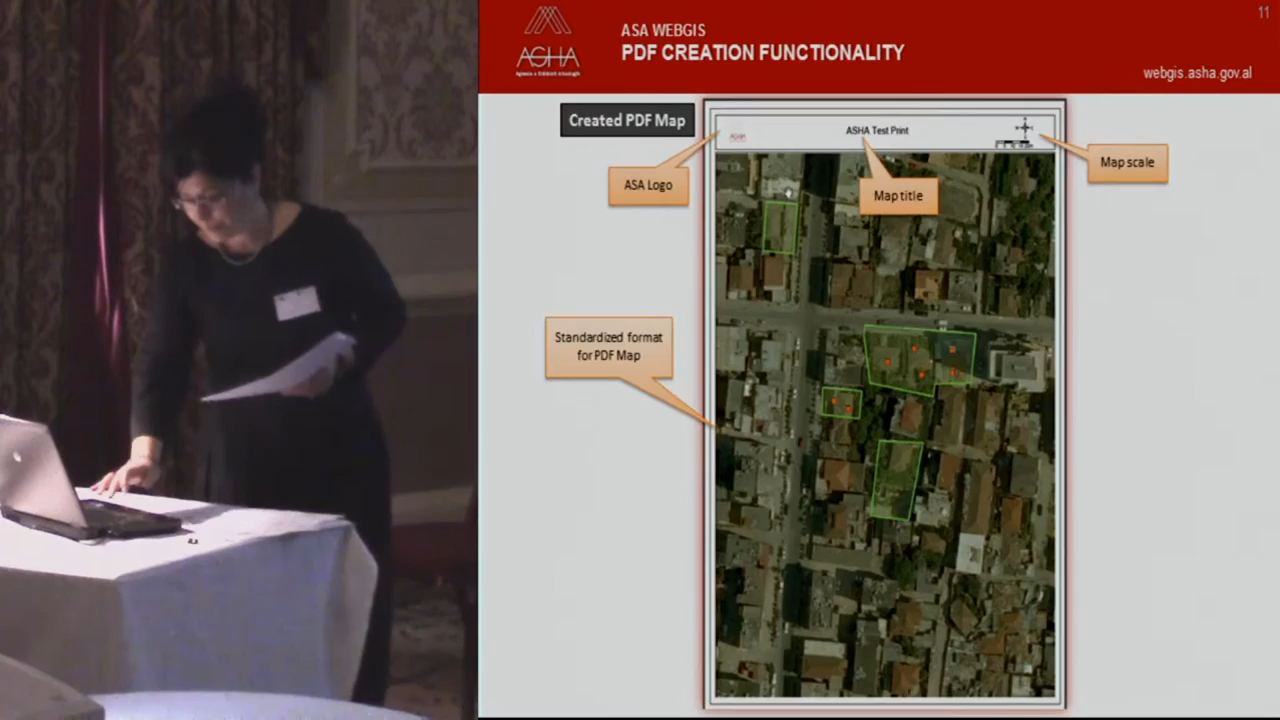 11
ASA WEBGIS
PDF CREATION FUNCTIONALITY
ASHA
webgis.asha.gov.al
Created PDF Map
ASHA Test Print
ASA Logo
Map title
Map scale
Standardized format
for PDF Map